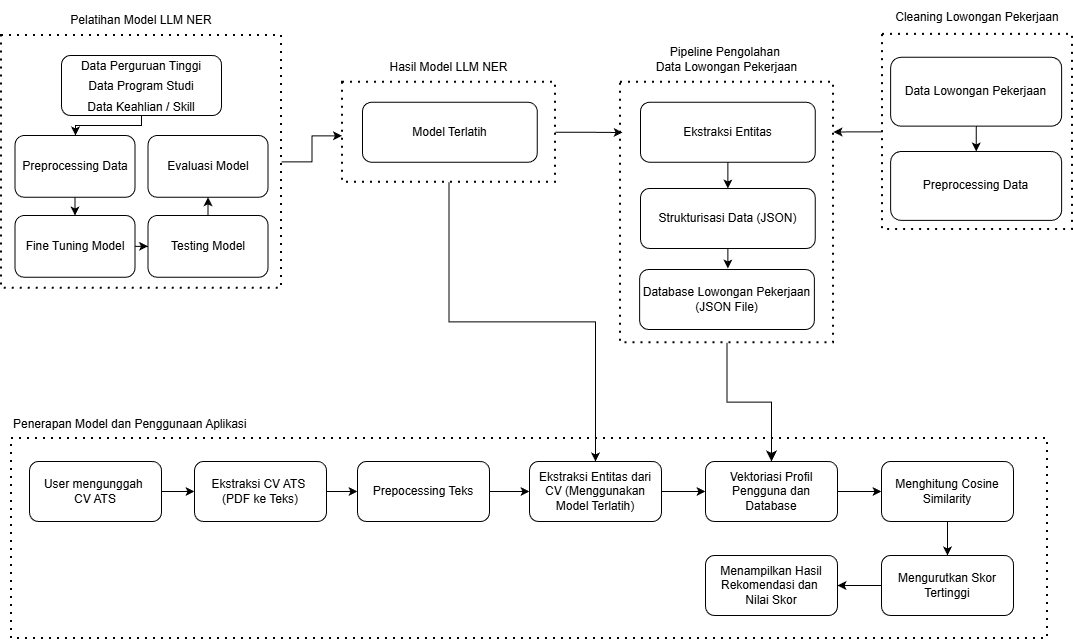 Pelatihan Model LLM NER
Data Perguruan Tinggi
Data Program Studi
Data Keahlian / Skill
Preprocessing Data
Evaluasi Model
Fine Tuning Model
Testing Model
Hasil Model LLM NER
Model Terlatih
Pipeline Pengolahan
Data Lowongan Pekerjaan
Ekstraksi Entitas
Strukturisasi Data (JSON)
Database Lowongan Pekerjaan
(JSON File)
Cleaning Lowongan Pekerjaan
Data Lowongan Pekerjaan
Preprocessing Data
Penerapan Model dan Penggunaan Aplikasi
User mengunggah
CV ATS
Ekstraksi CV ATS
(PDF ke Teks)
Prepocessing Teks
Ekstraksi Entitas dari
CV (Menggunakan
Model Terlatih)
Vektoriasi Profil
Pengguna dan
Database
Menghitung Cosine
Similarity
Mengurutkan Skor
Tertinggi
Menampilkan Hasil
Rekomendasi dan
Nilai Skor